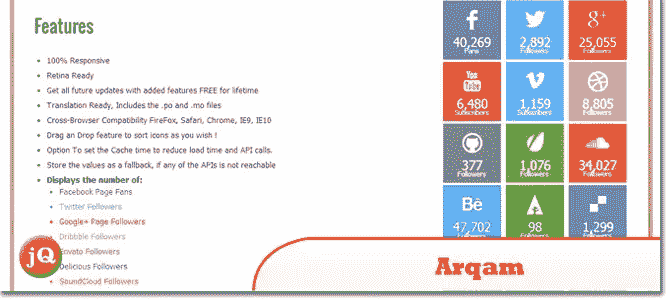 Features
100% Responsive
Retina Ready
Get all future updates with added features FREE for lifetime
Translation Ready, Includes the .po and .mo files
Cross-Browser Compatibility FireFox, Safari, Chrome, IE9, IE10
Drag an Drop feature to sort icons as you wish !
Option To set the Cache time to reduce load time and API calls.
Store the values as a fallback, if any of the APIs is not reachable
Displays the number of:
Facebook Page Fans
Twitter Followers
Google+ Page Followers
Dribbble Followers
Envato Followers
Delicious Followers
SoundCloud Followers
40,269
Fans
2,892
Followers
g+
25,055
Followers
You Tube
6,480
Subscribers
1,159
Subscribers
8,805
Followers
377
Followers
1,076
Followers
34,027
Followers
Bē
47,702
98
Followers
1,299
jQ
Arqam